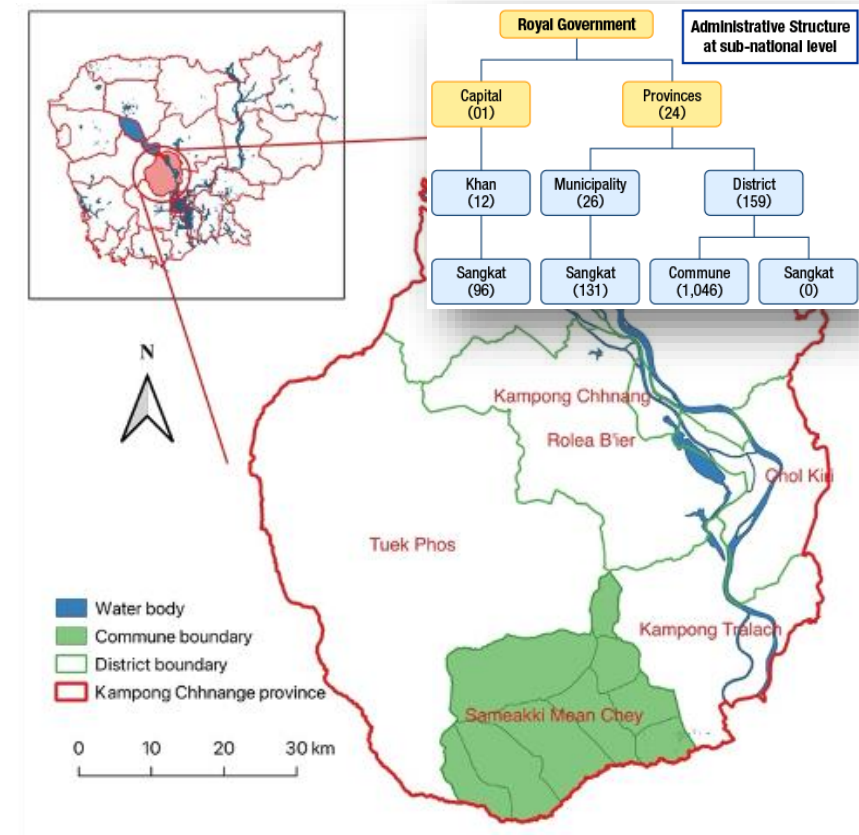 Royal Government
Administrative Structure
at sub-national level
Capital
(01)
Provinces
(24)
Khan
(12)
Municipality
(26)
District
(159)
Sangkat
(96)
Sangkat
(131)
Commune
(1,046)
Sangkat
(0)
N
Kampong Chhnang
Rolea B'ier
Chol Kiri
Tuek Phos
Kampong Tralach
Sameakki Mean Chey
Water body
Commune boundary
District boundary
Kampong Chhnange province
0 10 20 30 km